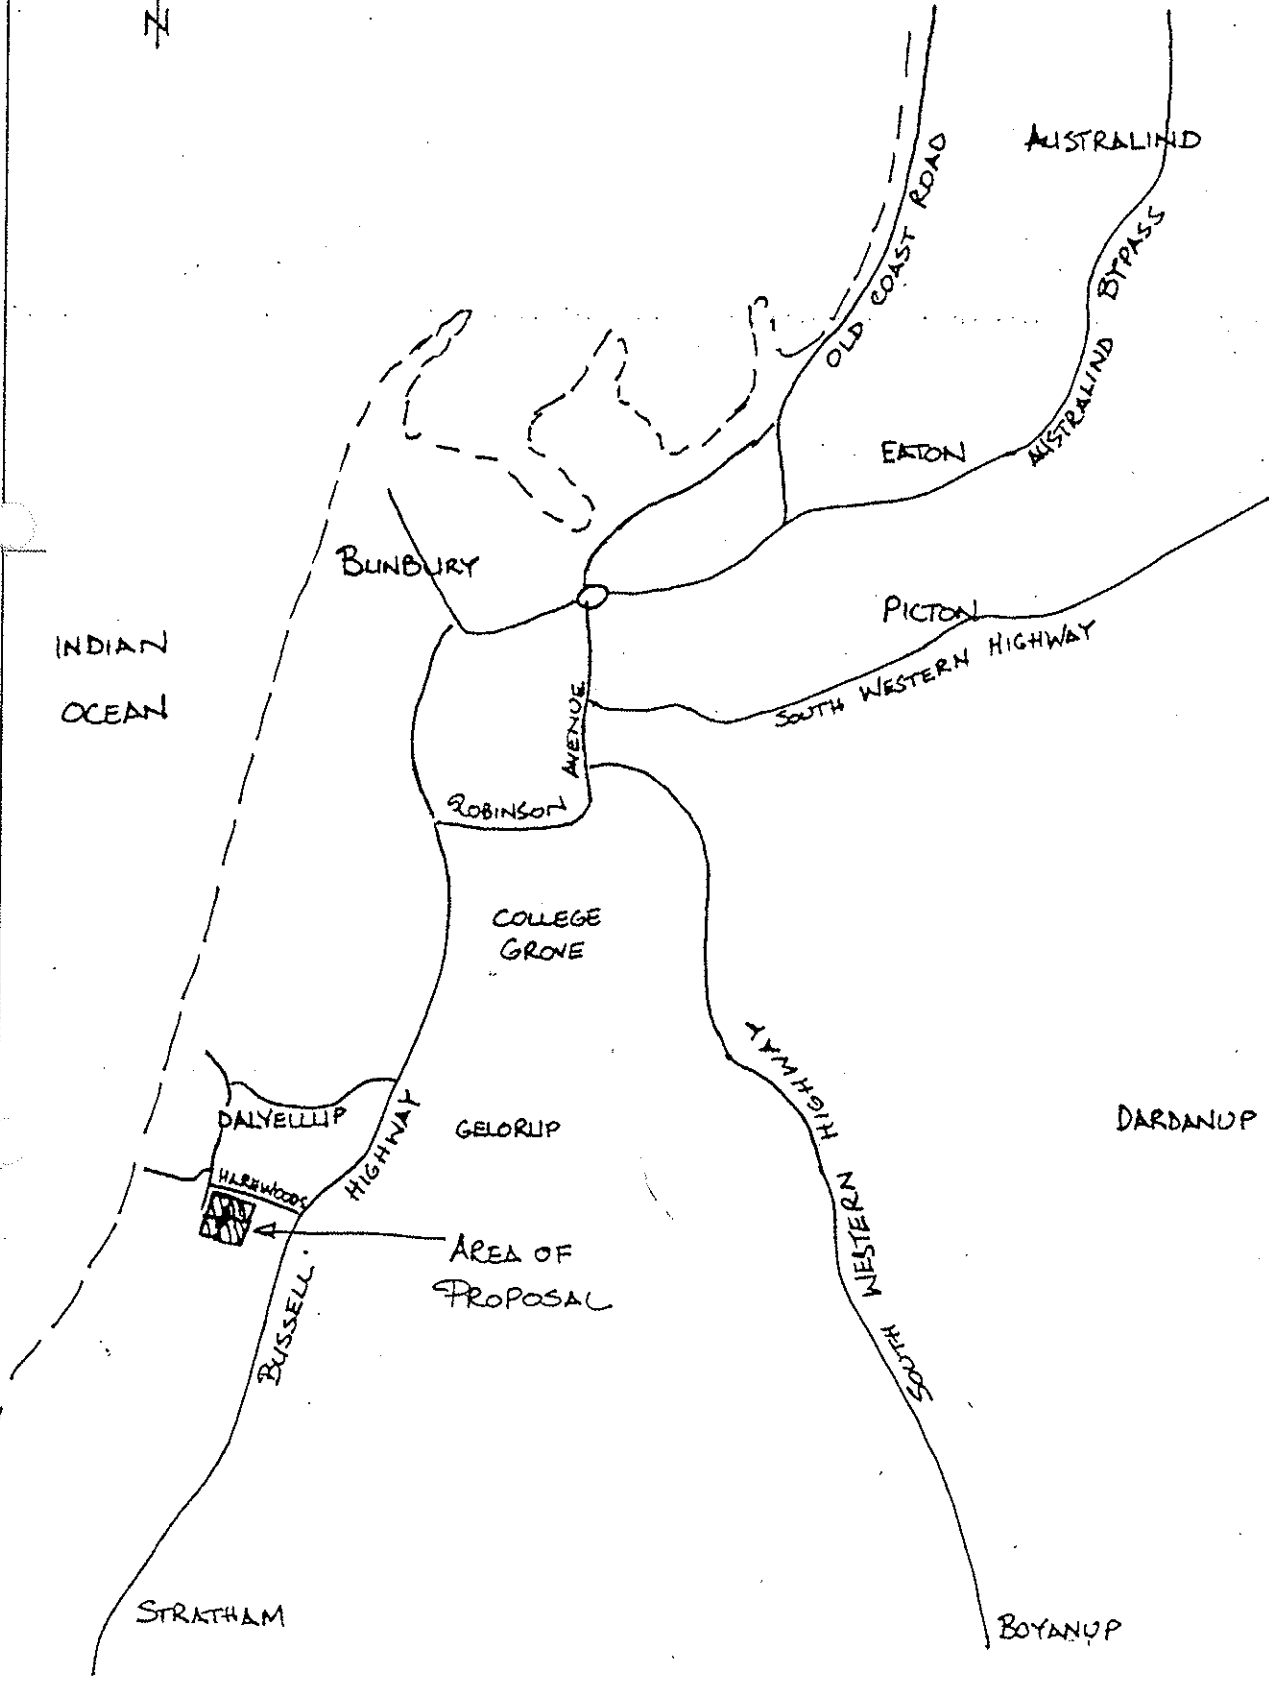 N
AUSTRALIND
OLD COAST ROAD
AUSTRALIND BYPASS
EATON
BUNBURY
PICTON
SOUTH WESTERN HIGHWAY
INDIAN
OCEAN
ROBINSON AVENUE
COLLEGE
GROVE
DALYELLUP
GELORUP
DARDANUP
HAREWOODS
BUSSELL HIGHWAY
AREA OF
PROPOSAL
SOUTH WESTERN HIGHWAY
STRATHAM
BOYANUP